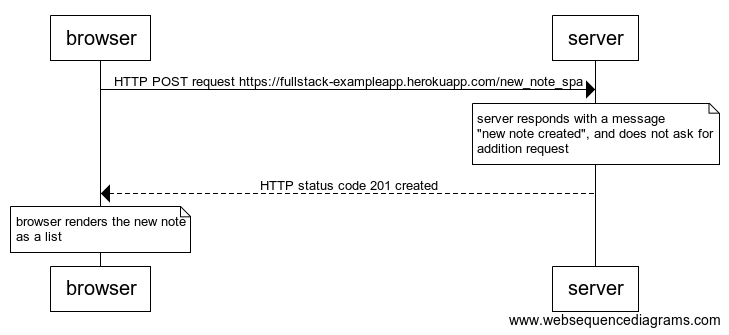 browser
server
HTTP POST request https://fullstack-exampleapp.herokuapp.com/new_note_spa
server responds with a message
"new note created", and does not ask for
addition request
HTTP status code 201 created
browser renders the new note
as a list
browser
server
www.websequencediagrams.com